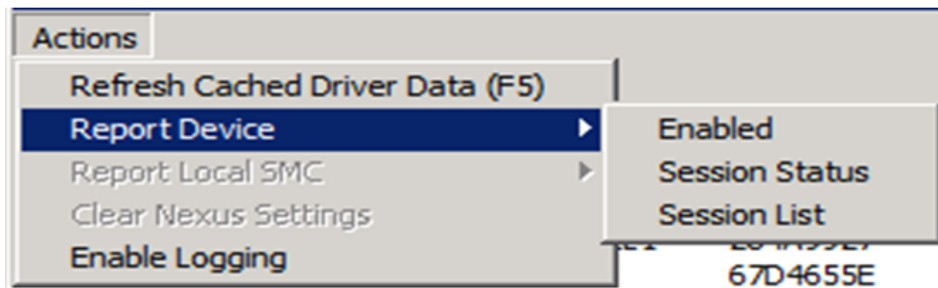 Actions
Refresh Cached Driver Data (F5)
Report Device
Enabled
Report Local SMC
Session Status
Clear Nexus Settings
Session List
Enable Logging
67D4655E